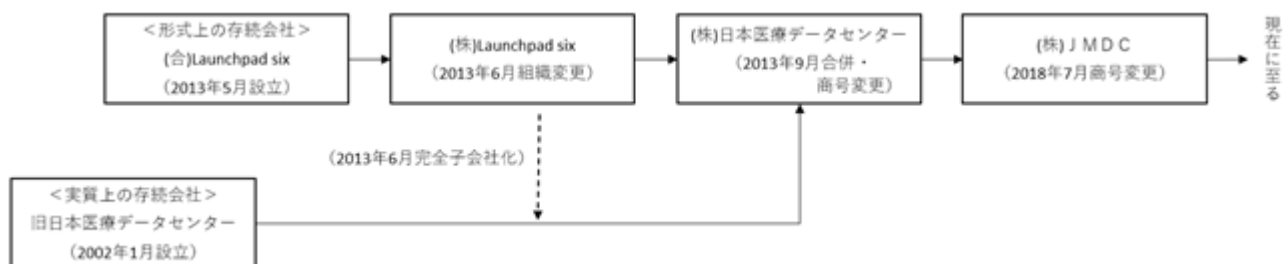 <形式上の存続会社>
(合)Launchpad six
(2013年5月設立)
(株)Launchpad six
(2013年6月組織変更)
(株)日本医療データセンター
(2013年9月合併・
商号変更)
(株)JMDC
(2018年7月商号変更)
現在に至る
(2013年6月完全子会社化)
<実質上の存続会社>
旧日本医療データセンター
(2002年1月設立)